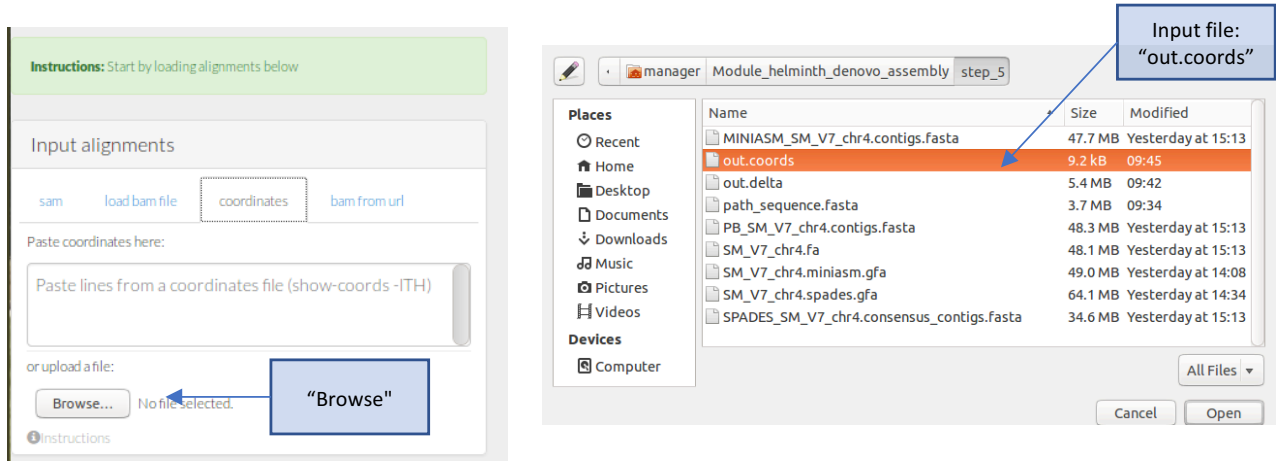 Instructions: Start by loading alignments below
Input alignments
sam load bam file coordinates bam from url
Paste coordinates here:
Paste lines from a coordinates file (show-coords -lTH)
or upload a file:
Browse... No file selected.
Instructions
“Browse"
Input file:
“out.coords”
manager Module_helminth_denovo_assembly step_5
Places
Recent
Home
Desktop
Documents
Downloads
Music
Pictures
Videos
Devices
Computer
Name Size Modified
MINIASM_SM_V7_chr4.contigs.fasta 47.7 MB Yesterday at 15:13
out.coords 9.2 kB 09:45
out.delta 5.4 MB 09:42
path_sequence.fasta 3.7 MB 09:34
PB_SM_V7_chr4.contigs.fasta 48.3 MB Yesterday at 15:13
SM_V7_chr4.fa 48.1 MB Yesterday at 15:13
SM_V7_chr4.miniasm.gfa 49.0 MB Yesterday at 14:08
SM_V7_chr4.spades.gfa 64.1 MB Yesterday at 14:34
SPADES_SM_V7_chr4.consensus_contigs.fasta 34.6 MB Yesterday at 15:13
All Files
Cancel Open